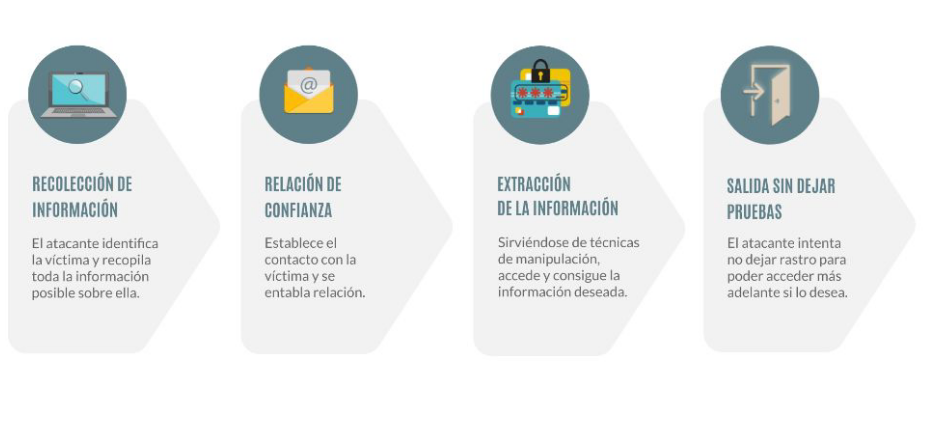 RECOLECCIÓN DE
INFORMACIÓN
El atacante identifica
la víctima y recopila
toda la información
posible sobre ella.
@
RELACIÓN DE
CONFIANZA
Establece el
contacto con la
víctima y se
entabla relación.
***
EXTRACCIÓN
DE LA INFORMACIÓN
Sirviéndose de técnicas
de manipulación,
accede y consigue la
información deseada.
SALIDA SIN DEJAR
PRUEBAS
El atacante intenta
no dejar rastro para
poder acceder más
adelante si lo desea.